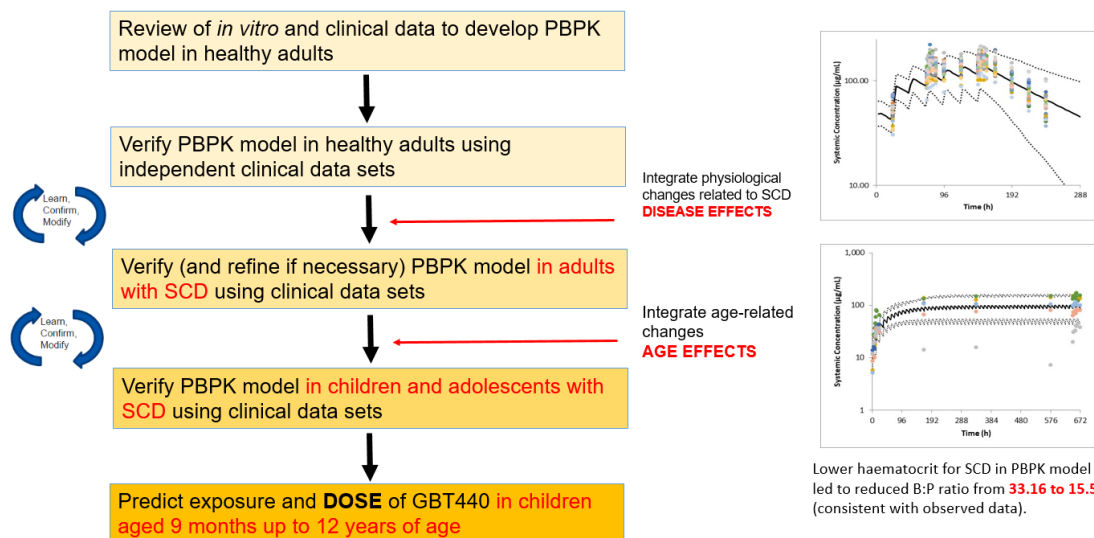 Review of in vitro and clinical data to develop PBPK
model in healthy adults
Verify PBPK model in healthy adults using
independent clinical data sets
Learn,
Confirm,
Modify
Integrate physiological
changes related to SCD
DISEASE EFFECTS
Verify (and refine if necessary) PBPK model in adults
with SCD using clinical data sets
Learn,
Confirm,
Modify
Integrate age-related
changes
AGE EFFECTS
Verify PBPK model in children and adolescents with
SCD using clinical data sets
Predict exposure and DOSE of GBT440 in children
aged 9 months up to 12 years of age
Systemic Concentration (µg/mL)
100.00
10.00
0 96 192 288
Time (h)
Systemic Concentration (µg/mL)
1,000
100
10
1
0 96 192 288 384 480 576 672
Time (h)
Lower haematocrit for SCD in PBPK model
led to reduced B:P ratio from 33.16 to 15.5
(consistent with observed data).